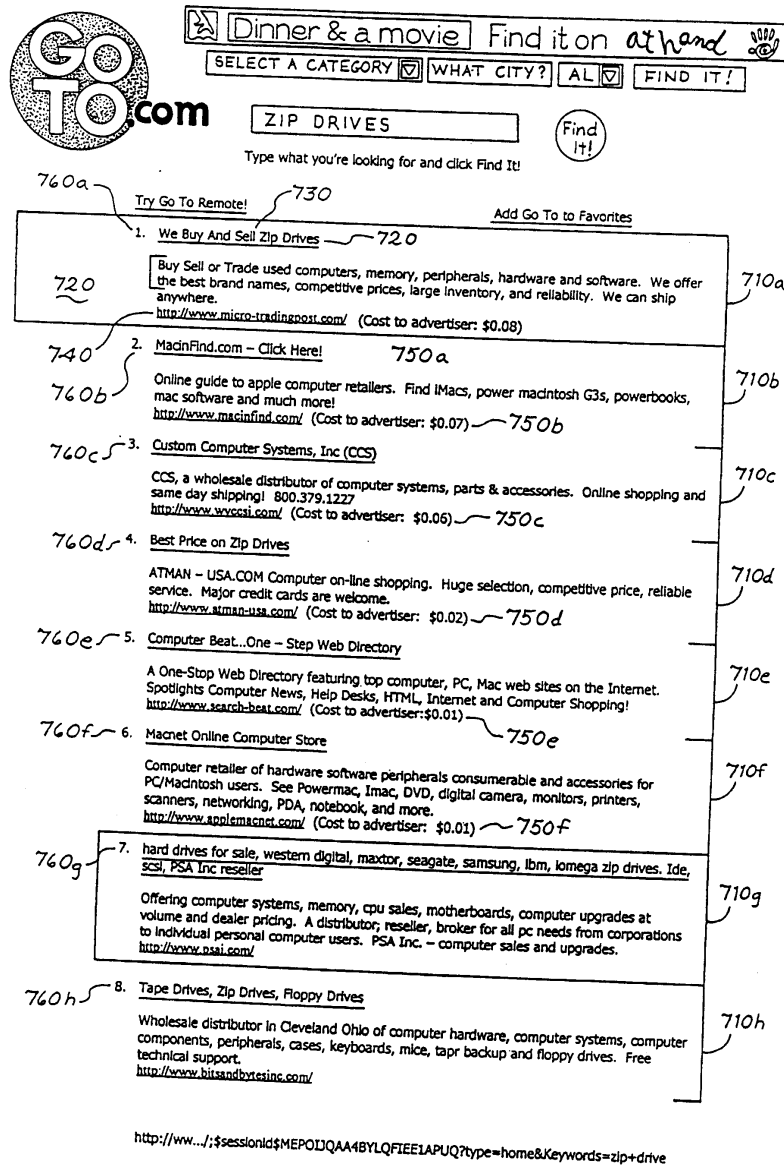 GO
TO.com
Dinner & a movie Find it on at hand
SELECT A CATEGORY WHAT CITY? AL FIND IT!
ZIP DRIVES
Find
It!
Type what you're looking for and click Find It!
760a
730
Try Go To Remote!
Add Go To to Favorites
1. We Buy And Sell Zip Drives 720
720
Buy Sell or Trade used computers, memory, peripherals, hardware and software. We offer
the best brand names, competitive prices, large inventory, and reliability. We can ship
anywhere.
http://www.micro-tradingpost.com/ (Cost to advertiser: $0.08)
710a
740
2. MacinFind.com – Click Here! 750a
760b
Online guide to apple computer retailers. Find iMacs, power macintosh G3s, powerbooks,
mac software and much more!
http://www.macinfind.com/ (Cost to advertiser: $0.07) 750b
710b
760c 3. Custom Computer Systems, Inc (CCS)
CCS, a wholesale distributor of computer systems, parts & accessories. Online shopping and
same day shipping! 800.379.1227
http://www.wyccsi.com/ (Cost to advertiser: $0.06) 750c
710c
760d 4. Best Price on Zip Drives
ATMAN – USA.COM Computer on-line shopping. Huge selection, competitive price, reliable
service. Major credit cards are welcome.
http://www.atman-usa.com/ (Cost to advertiser: $0.02) 750d
710d
760e 5. Computer Beat...One – Step Web Directory
A One-Stop Web Directory featuring top computer, PC, Mac web sites on the Internet.
Spotlights Computer News, Help Desks, HTML, Internet and Computer Shopping!
http://www.search-beat.com/ (Cost to advertiser:$0.01) 750e
710e
760f 6. Macnet Online Computer Store
Computer retailer of hardware software peripherals consumerable and accessories for
PC/Macintosh users. See Powermac, Imac, DVD, digital camera, monitors, printers,
scanners, networking, PDA, notebook, and more.
http://www.applemacnet.com/ (Cost to advertiser: $0.01) 750f
710f
760g 7. hard drives for sale, western digital, maxtor, seagate, samsung, ibm, iomega zip drives. Ide,
scsi, PSA Inc reseller
Offering computer systems, memory, cpu sales, motherboards, computer upgrades at
volume and dealer pricing. A distributor, reseller, broker for all pc needs from corporations
to individual personal computer users. PSA Inc. – computer sales and upgrades.
http://www.psai.com/
710g
760h 8. Tape Drives, Zip Drives, Floppy Drives
Wholesale distributor in Cleveland Ohio of computer hardware, computer systems, computer
components, peripherals, cases, keyboards, mice, tapr backup and floppy drives. Free
technical support.
http://www.bitsandbytesinc.com/
710h
http://ww.../;$sessionid$MEPOIJQAA4BYLQFIEE1APUQ?type=home&Keywords=zip+drive